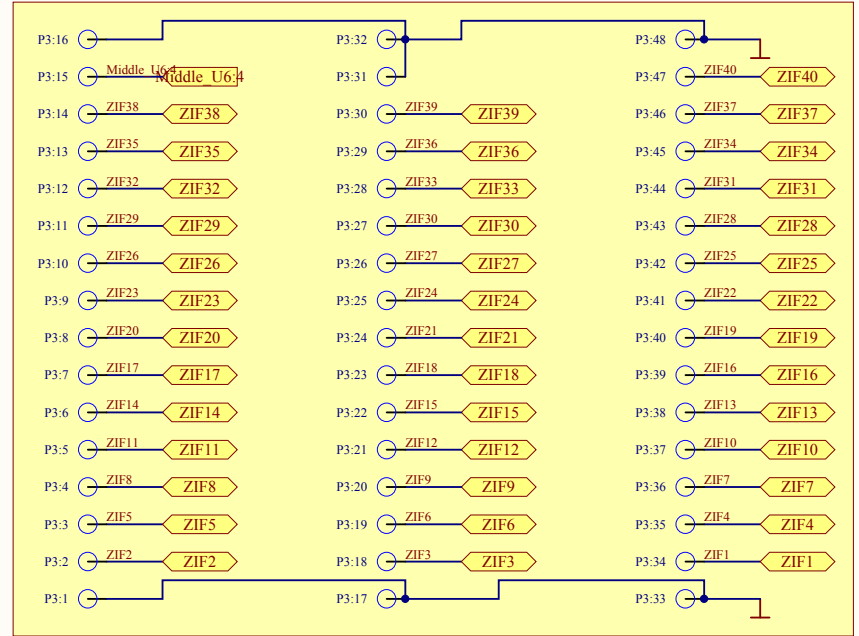 P3:16 P3:32 P3:48
P3:15 Middle_U6:4 Middle_U6:4 P3:31 P3:47 ZIF40 ZIF40
P3:14 ZIF38 ZIF38 P3:30 ZIF39 ZIF39 P3:46 ZIF37 ZIF37
P3:13 ZIF35 ZIF35 P3:29 ZIF36 ZIF36 P3:45 ZIF34 ZIF34
P3:12 ZIF32 ZIF32 P3:28 ZIF33 ZIF33 P3:44 ZIF31 ZIF31
P3:11 ZIF29 ZIF29 P3:27 ZIF30 ZIF30 P3:43 ZIF28 ZIF28
P3:10 ZIF26 ZIF26 P3:26 ZIF27 ZIF27 P3:42 ZIF25 ZIF25
P3:9 ZIF23 ZIF23 P3:25 ZIF24 ZIF24 P3:41 ZIF22 ZIF22
P3:8 ZIF20 ZIF20 P3:24 ZIF21 ZIF21 P3:40 ZIF19 ZIF19
P3:7 ZIF17 ZIF17 P3:23 ZIF18 ZIF18 P3:39 ZIF16 ZIF16
P3:6 ZIF14 ZIF14 P3:22 ZIF15 ZIF15 P3:38 ZIF13 ZIF13
P3:5 ZIF11 ZIF11 P3:21 ZIF12 ZIF12 P3:37 ZIF10 ZIF10
P3:4 ZIF8 ZIF8 P3:20 ZIF9 ZIF9 P3:36 ZIF7 ZIF7
P3:3 ZIF5 ZIF5 P3:19 ZIF6 ZIF6 P3:35 ZIF4 ZIF4
P3:2 ZIF2 ZIF2 P3:18 ZIF3 ZIF3 P3:34 ZIF1 ZIF1
P3:1 P3:17 P3:33